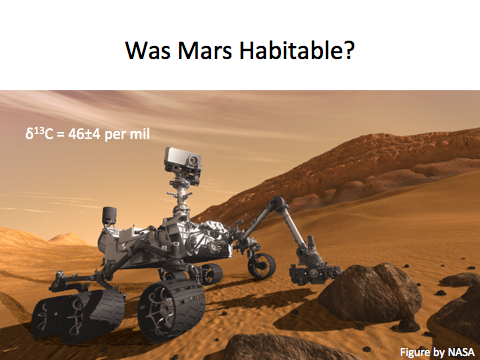 Was Mars Habitable?
δ¹³C = 46±4 per mil
Figure by NASA